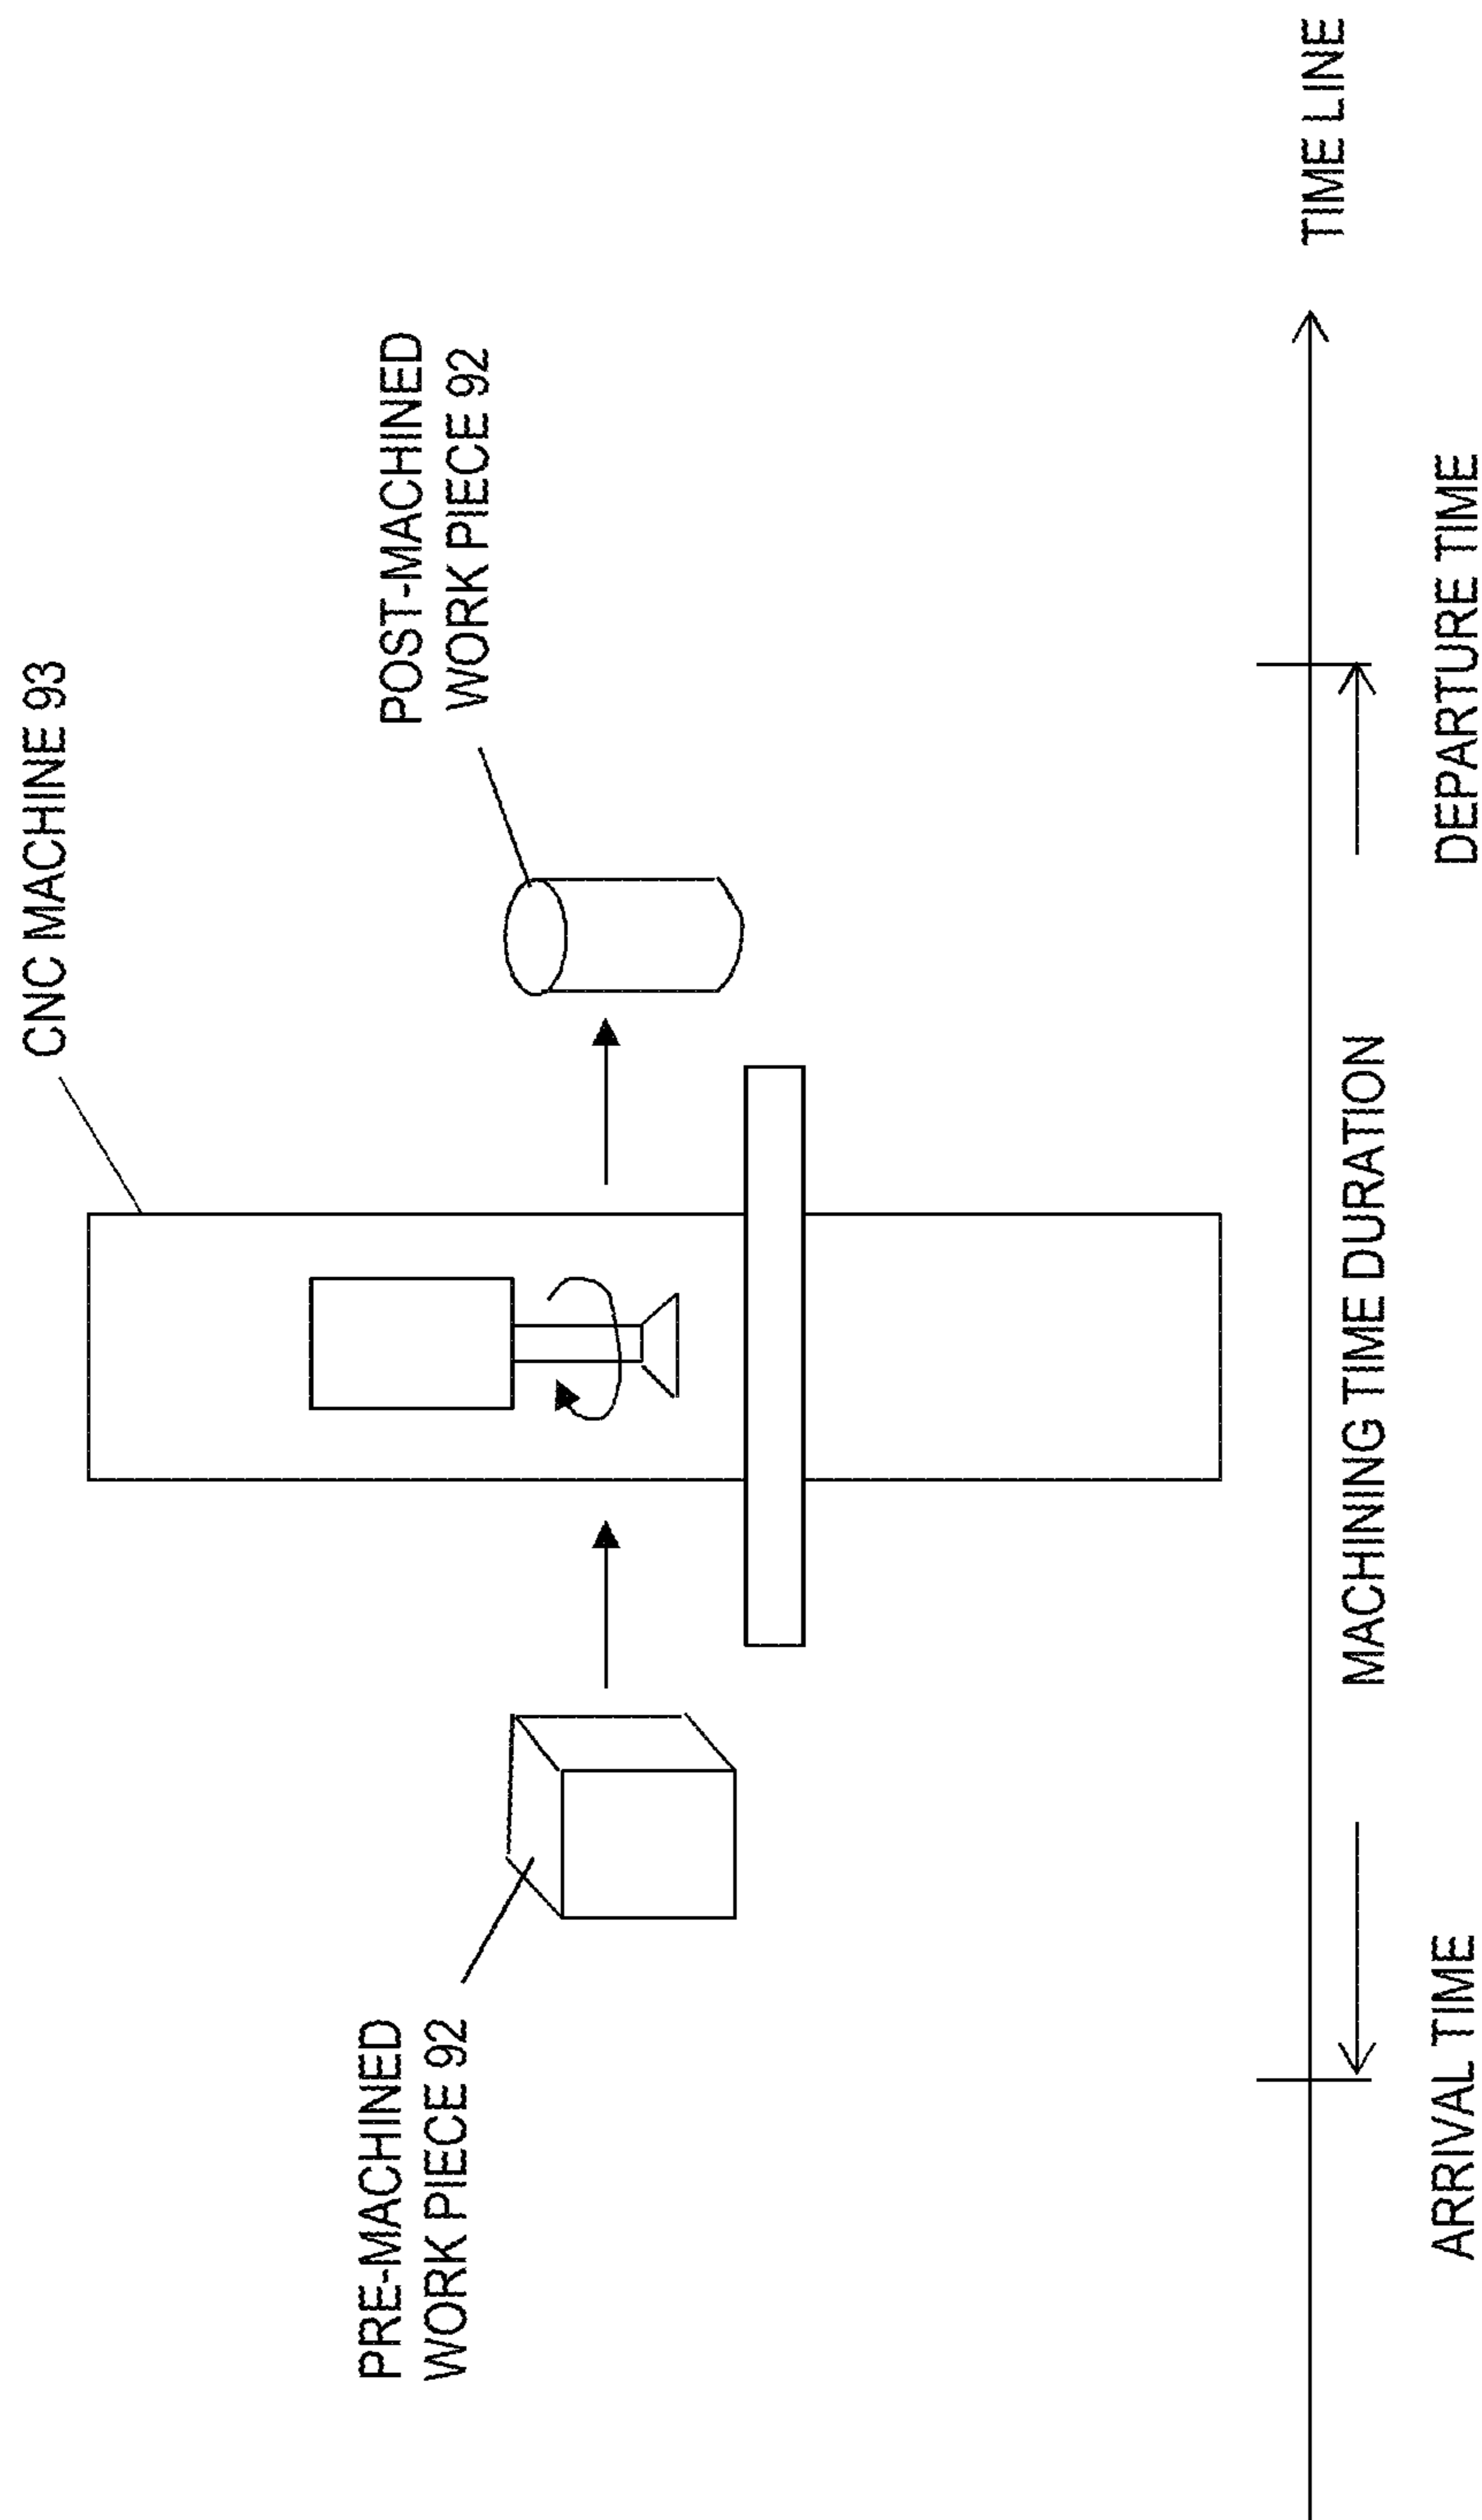 CNC MACHINE 93
POST-MACHINED
WORK PIECE 92
PRE-MACHINED
WORK PIECE 92
TIME LINE
MACHINING TIME DURATION
ARRIVAL TIME
DEPARTURE TIME